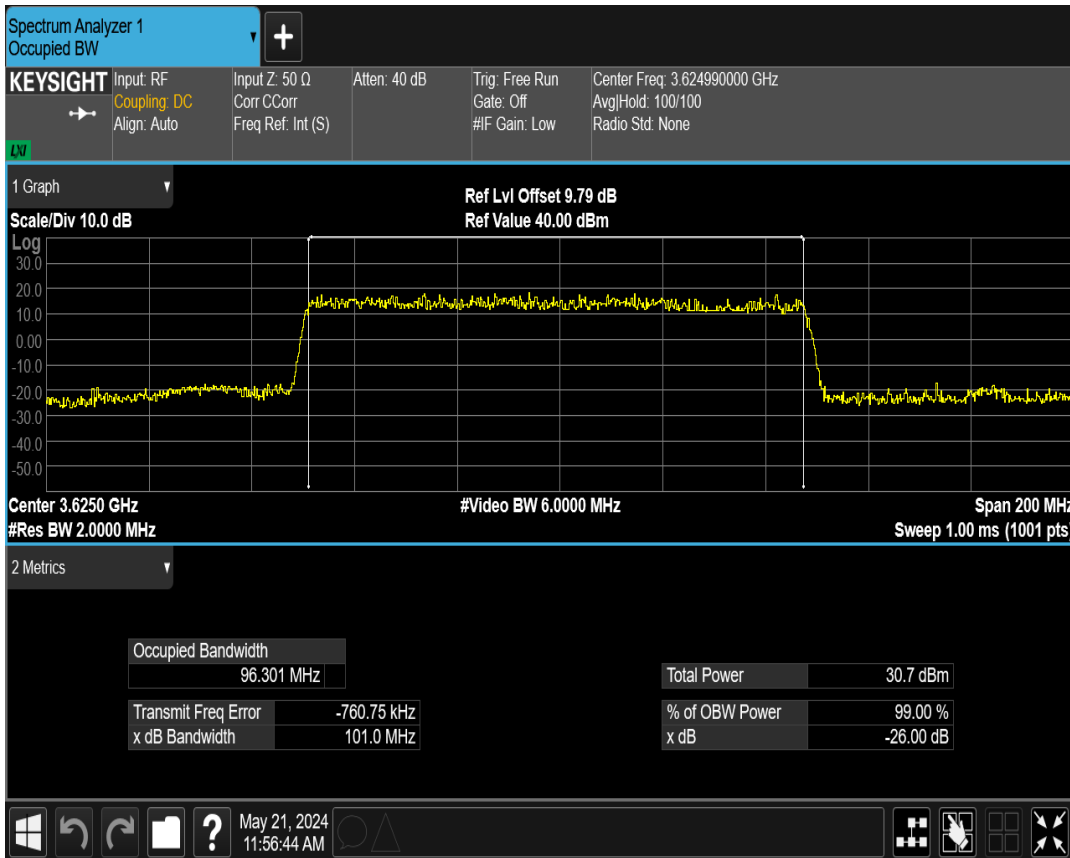 Spectrum Analyzer 1
Occupied BW
+
KEYSIGHT
LXI
Input: RF
Coupling: DC
Align: Auto
Input Z: 50 Ω
Corr CCorr
Freq Ref: Int (S)
Atten: 40 dB
Trig: Free Run
Gate: Off
#IF Gain: Low
Center Freq: 3.624990000 GHz
Avg|Hold: 100/100
Radio Std: None
1 Graph
Scale/Div 10.0 dB
Ref Lvl Offset 9.79 dB
Ref Value 40.00 dBm
Log
30.0
20.0
10.0
0.00
-10.0
-20.0
-30.0
-40.0
-50.0
Center 3.6250 GHz
#Res BW 2.0000 MHz
#Video BW 6.0000 MHz
Span 200 MHz
Sweep 1.00 ms (1001 pts)
2 Metrics
Occupied Bandwidth
96.301 MHz
Transmit Freq Error -760.75 kHz
x dB Bandwidth 101.0 MHz
Total Power 30.7 dBm
% of OBW Power 99.00 %
x dB -26.00 dB
?
May 21, 2024
11:56:44 AM